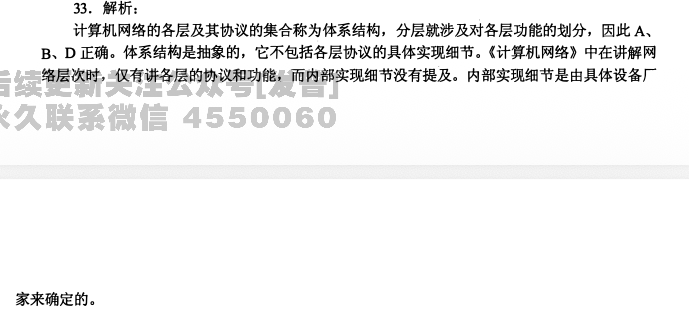 33．解析：
计算机网络的各层及其协议的集合称为体系结构，分层就涉及对各层功能的划分，因此 A、
B、D 正确。体系结构是抽象的，它不包括各层协议的具体实现细节。《计算机网络》中在讲解网
络层次时，仅有讲各层的协议和功能，而内部实现细节没有提及。内部实现细节是由具体设备厂
后续更新关注公众号[发普]
永久联系微信 4550060
家来确定的。